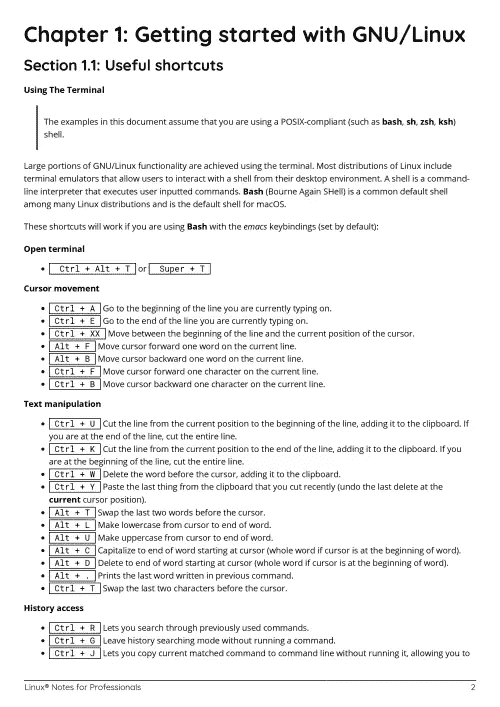 Chapter 1: Getting started with GNU/Linux
Section 1.1: Useful shortcuts
Using The Terminal
The examples in this document assume that you are using a POSIX-compliant (such as bash, sh, zsh, ksh)
shell.
Large portions of GNU/Linux functionality are achieved using the terminal. Most distributions of Linux include
terminal emulators that allow users to interact with a shell from their desktop environment. A shell is a command-
line interpreter that executes user inputted commands. Bash (Bourne Again SHell) is a common default shell
among many Linux distributions and is the default shell for macOS.
These shortcuts will work if you are using Bash with the emacs keybindings (set by default):
Open terminal
• Ctrl + Alt + T or Super + T
Cursor movement
• Ctrl + A Go to the beginning of the line you are currently typing on.
• Ctrl + E Go to the end of the line you are currently typing on.
• Ctrl + XX Move between the beginning of the line and the current position of the cursor.
• Alt + F Move cursor forward one word on the current line.
• Alt + B Move cursor backward one word on the current line.
• Ctrl + F Move cursor forward one character on the current line.
• Ctrl + B Move cursor backward one character on the current line.
Text manipulation
• Ctrl + U Cut the line from the current position to the beginning of the line, adding it to the clipboard. If
you are at the end of the line, cut the entire line.
• Ctrl + K Cut the line from the current position to the end of the line, adding it to the clipboard. If you
are at the beginning of the line, cut the entire line.
• Ctrl + W Delete the word before the cursor, adding it to the clipboard.
• Ctrl + Y Paste the last thing from the clipboard that you cut recently (undo the last delete at the
current cursor position).
• Alt + T Swap the last two words before the cursor.
• Alt + L Make lowercase from cursor to end of word.
• Alt + U Make uppercase from cursor to end of word.
• Alt + C Capitalize to end of word starting at cursor (whole word if cursor is at the beginning of word).
• Alt + D Delete to end of word starting at cursor (whole word if cursor is at the beginning of word).
• Alt + . Prints the last word written in previous command.
• Ctrl + T Swap the last two characters before the cursor.
History access
• Ctrl + R Lets you search through previously used commands.
• Ctrl + G Leave history searching mode without running a command.
• Ctrl + J Lets you copy current matched command to command line without running it, allowing you to
Linux® Notes for Professionals 2